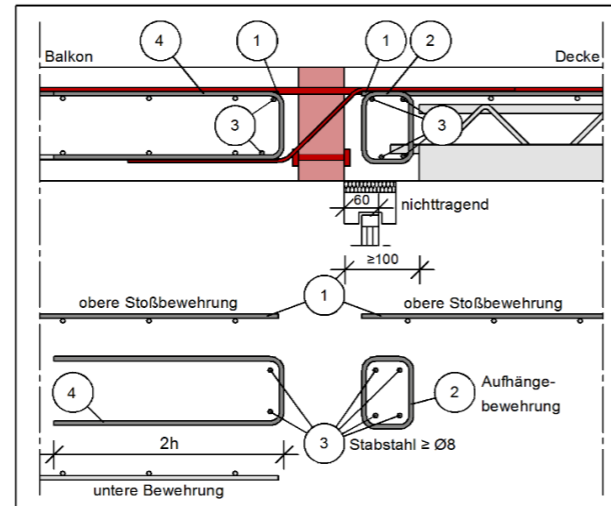 4
1
1
2
Balkon
Decke
3
3
60
nichttragend
≥100
obere Stoßbewehrung
1
obere Stoßbewehrung
4
2
Aufhänge-
bewehrung
3
Stabstahl ≥ Ø8
2h
untere Bewehrung